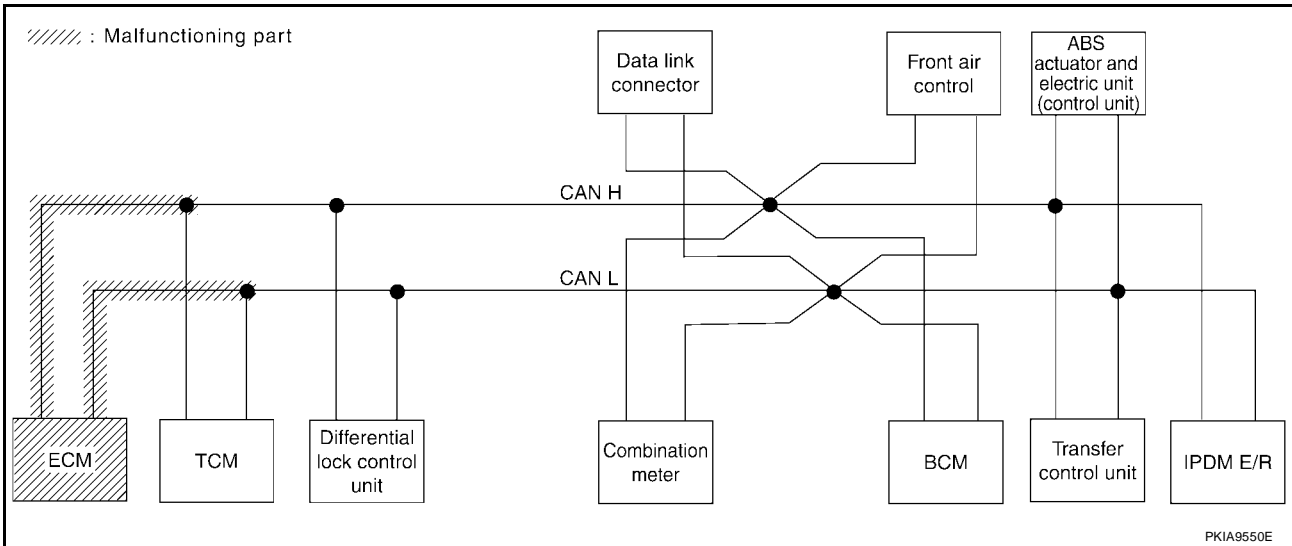 : Malfunctioning part
Data link
connector
Front air
control
ABS
actuator and
electric unit
(control unit)
CAN H
CAN L
ECM
TCM
Differential
lock control
unit
Combination
meter
BCM
Transfer
control unit
IPDM E/R
PKIA9550E